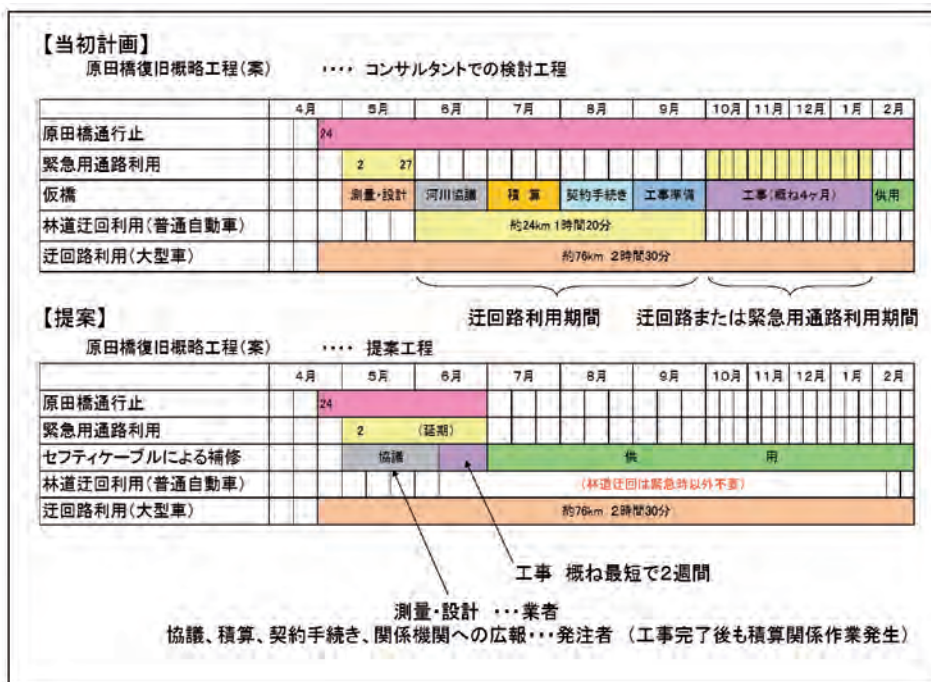 【当初計画】
原田橋復旧概略工程(案) ‥‥ コンサルタントでの検討工程
4月 5月 6月 7月 8月 9月 10月 11月 12月 1月 2月
原田橋通行止 24
緊急用通路利用 2 27
仮橋 測量・設計 河川協議 積算 契約手続き 工事準備 工事(概ね4ヶ月) 供用
林道迂回利用(普通自動車) 約24km 1時間20分
迂回路利用(大型車) 約76km 2時間30分
迂回路利用期間 迂回路または緊急用通路利用期間
【提案】
原田橋復旧概略工程(案) ‥‥ 提案工程
4月 5月 6月 7月 8月 9月 10月 11月 12月 1月 2月
原田橋通行止 24
緊急用通路利用 2 (延期)
セフティケーブルによる補修 協議 供用
林道迂回利用(普通自動車) (林道迂回は緊急時以外不要)
迂回路利用(大型車) 約76km 2時間30分
工事 概ね最短で2週間
測量・設計 ‥‥業者
協議、積算、契約手続き、関係機関への広報‥‥発注者 (工事完了後も積算関係作業発生)